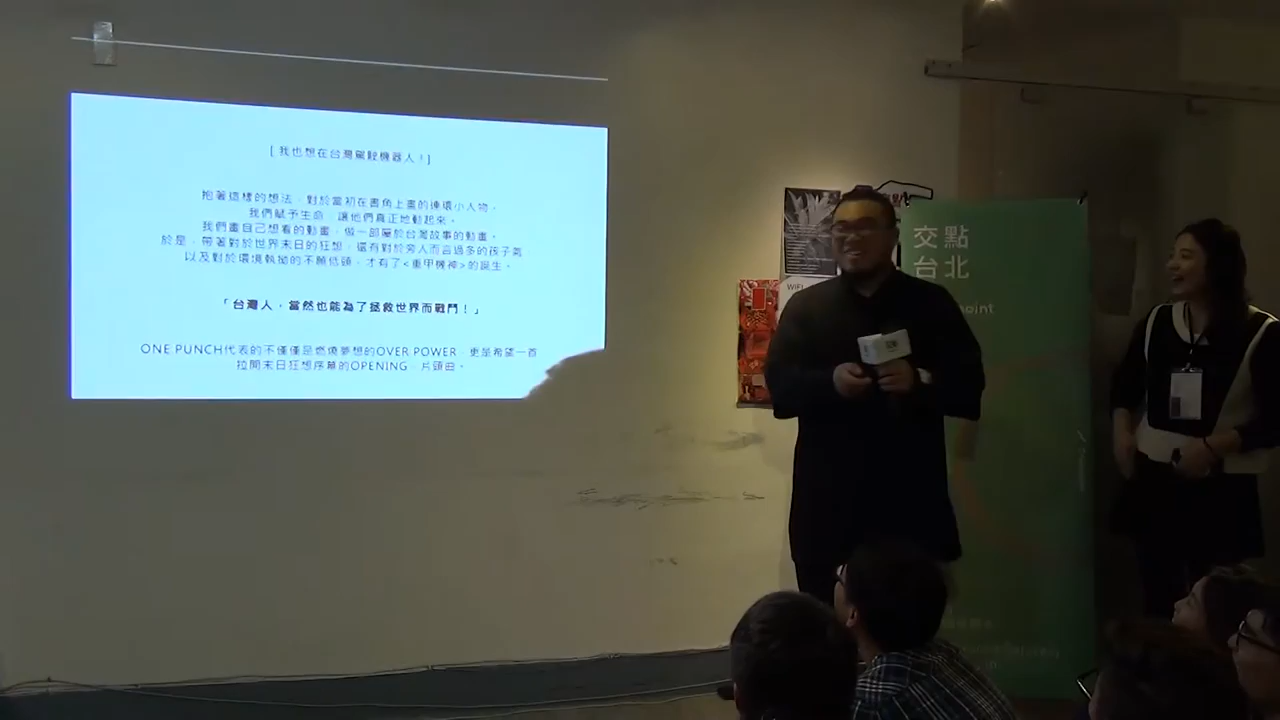 [ 我也想在台灣駕駛機器人！]
抱著這樣的想法，對於當初在書角上畫的連環小人物，
我們賦予生命，讓他們真正地動起來。
我們畫自己想看的動畫，做一部屬於台灣故事的動畫。
於是，帶著對於世界末日的狂想，還有對於旁人而言過多的孩子氣
以及對於環境執拗的不願低頭，才有了<重甲機神>的誕生。
「台灣人，當然也能為了拯救世界而戰鬥！」
ONE PUNCH代表的不僅僅是燃燒夢想的OVER POWER，更是希望一首
拉開末日狂想序幕的OPENING，片頭曲。
WIFI
交點
台北
point